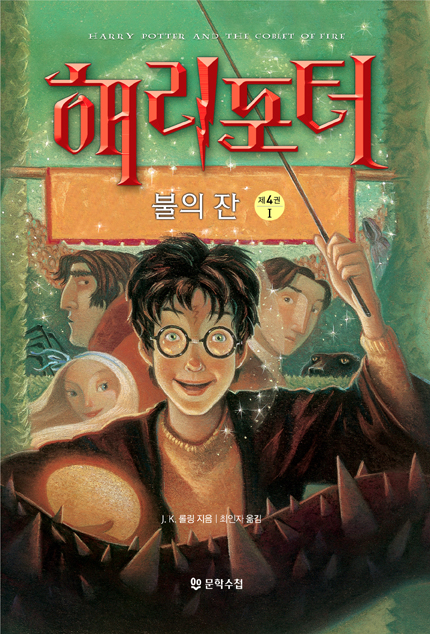 HARRY POTTER AND THE GOBLET OF FIRE
해리포터
불의 잔
제4권
I
J. K. 롤링 지음 | 최인자 옮김
문학수첩